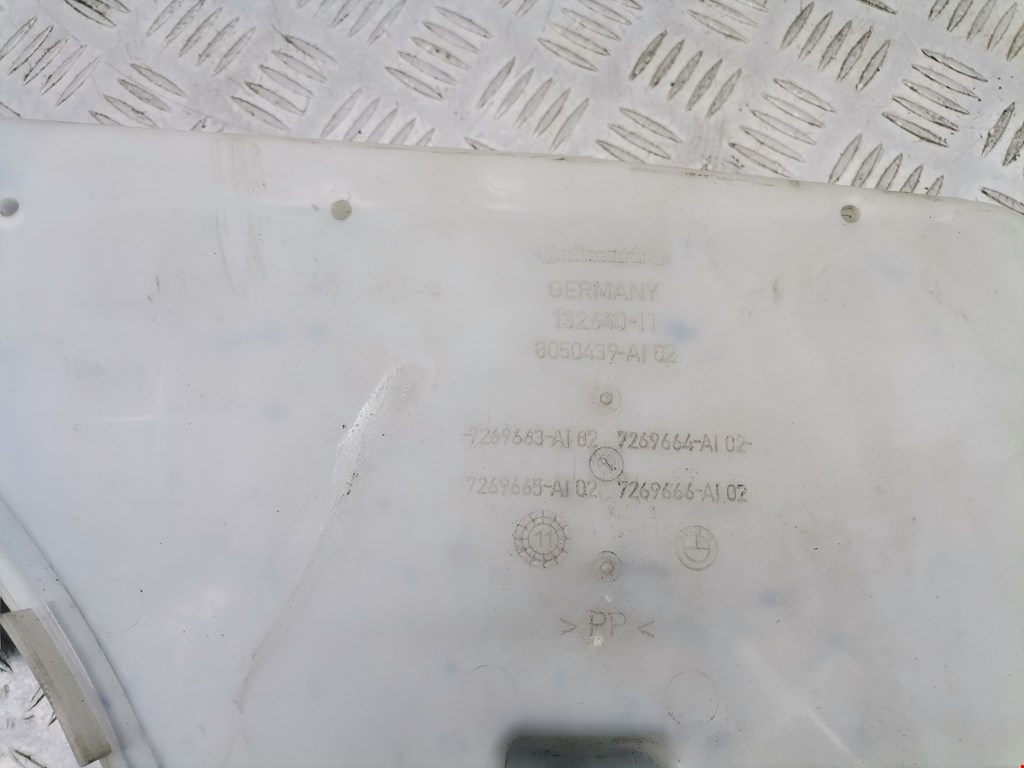 GERMANY
132640-11
8050439-AI 02
-7269663-AI 02 7269664-AI 02-
7269665-AI 02 7269666-AI 02
11
> PP <